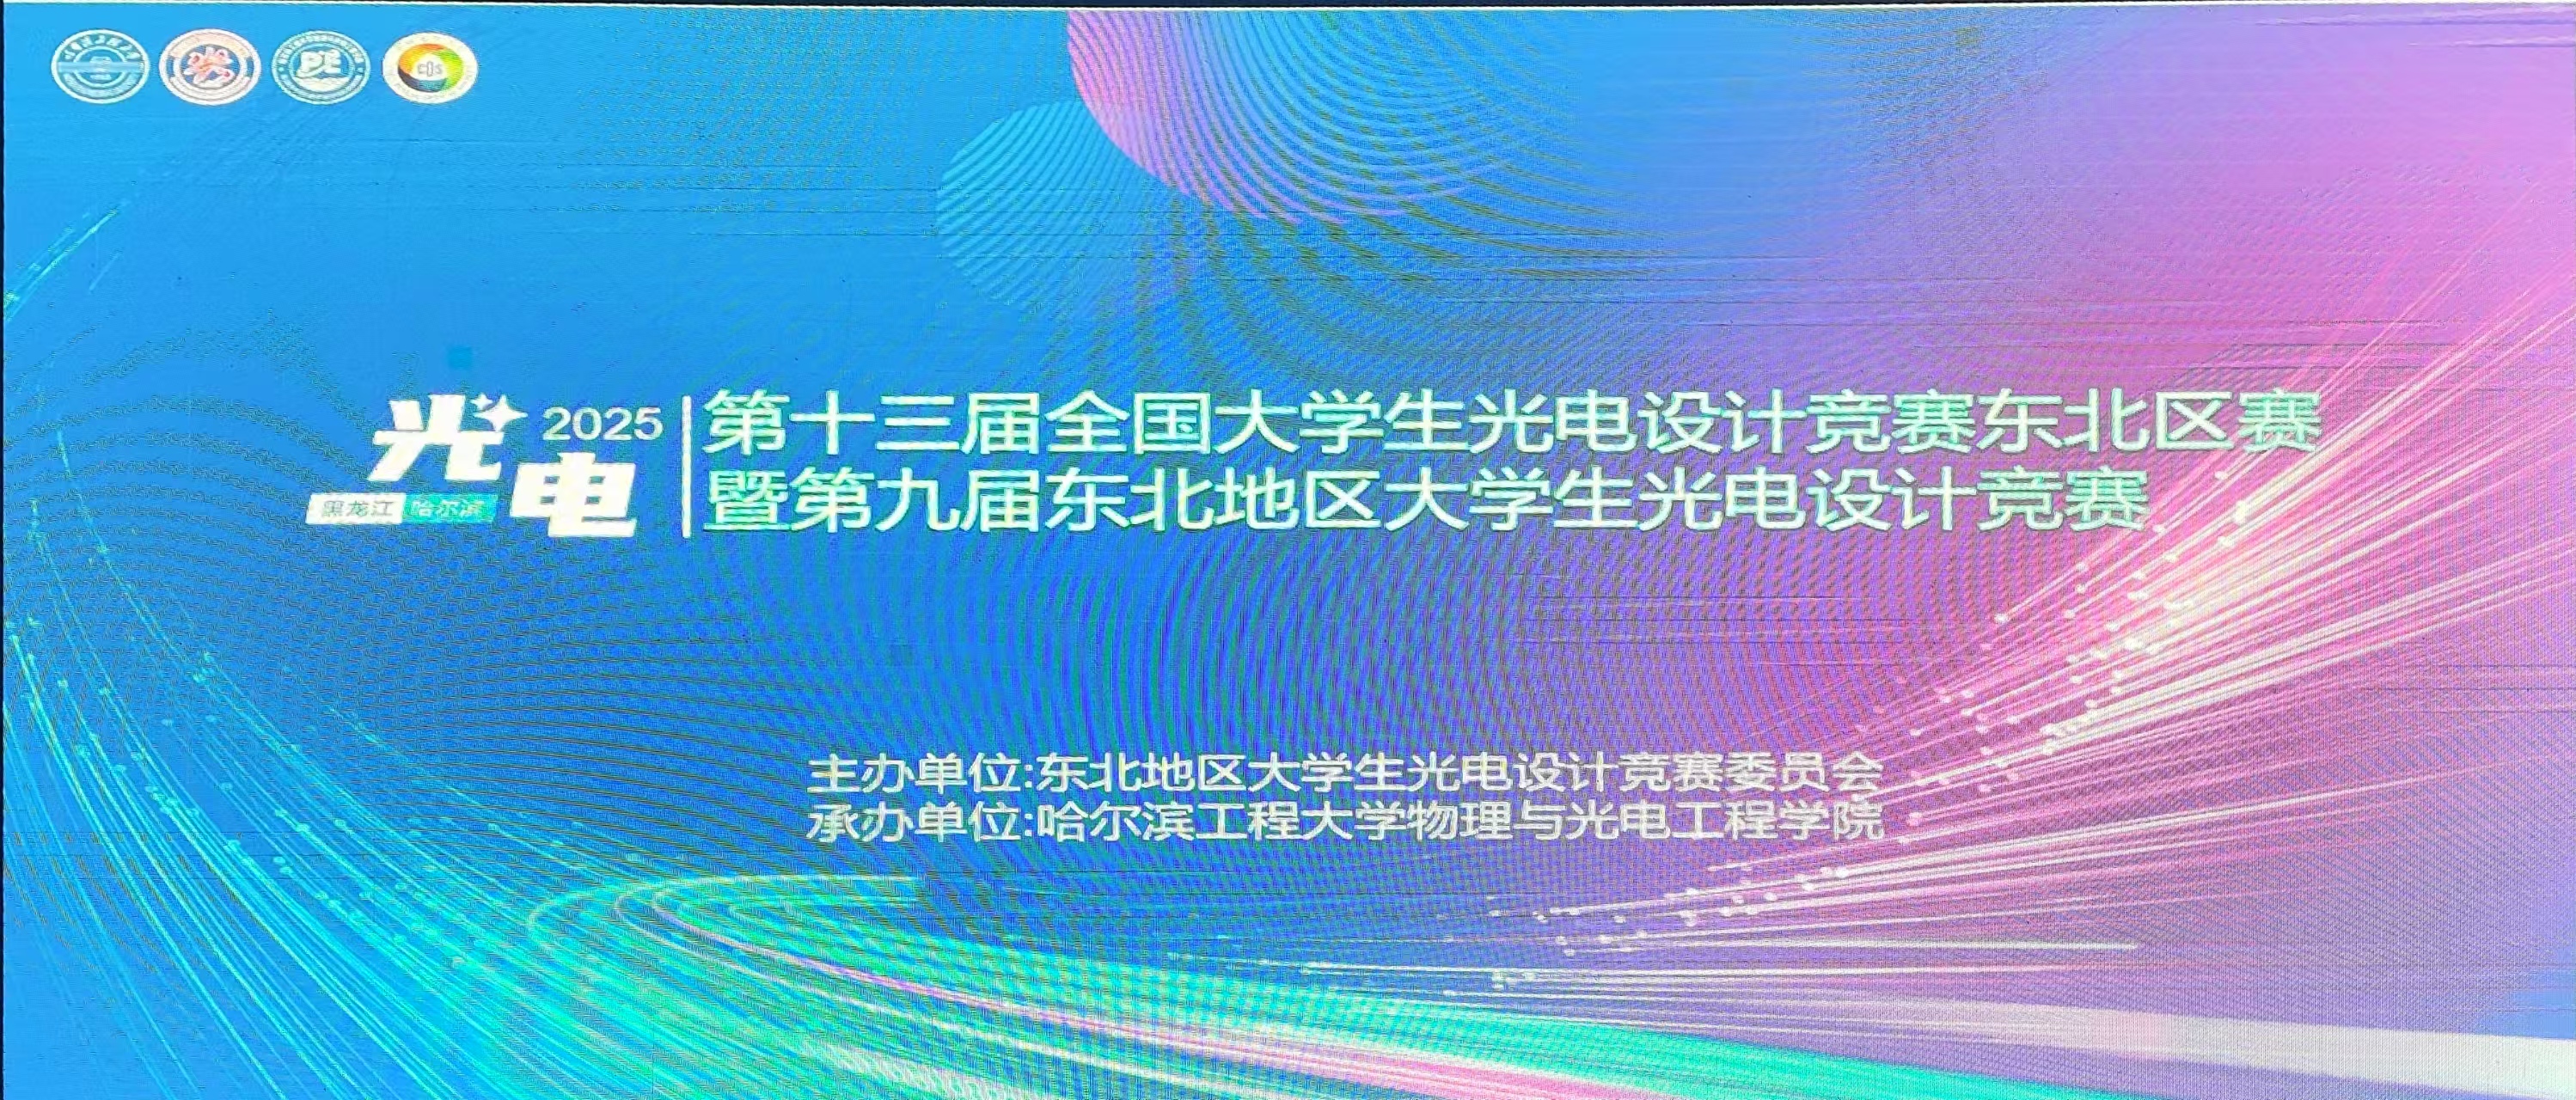 PE
cos
光电
2025
黑龙江 哈尔滨
第十三届全国大学生光电设计竞赛东北区赛
暨第九届东北地区大学生光电设计竞赛
主办单位:东北地区大学生光电设计竞赛委员会
承办单位:哈尔滨工程大学物理与光电工程学院